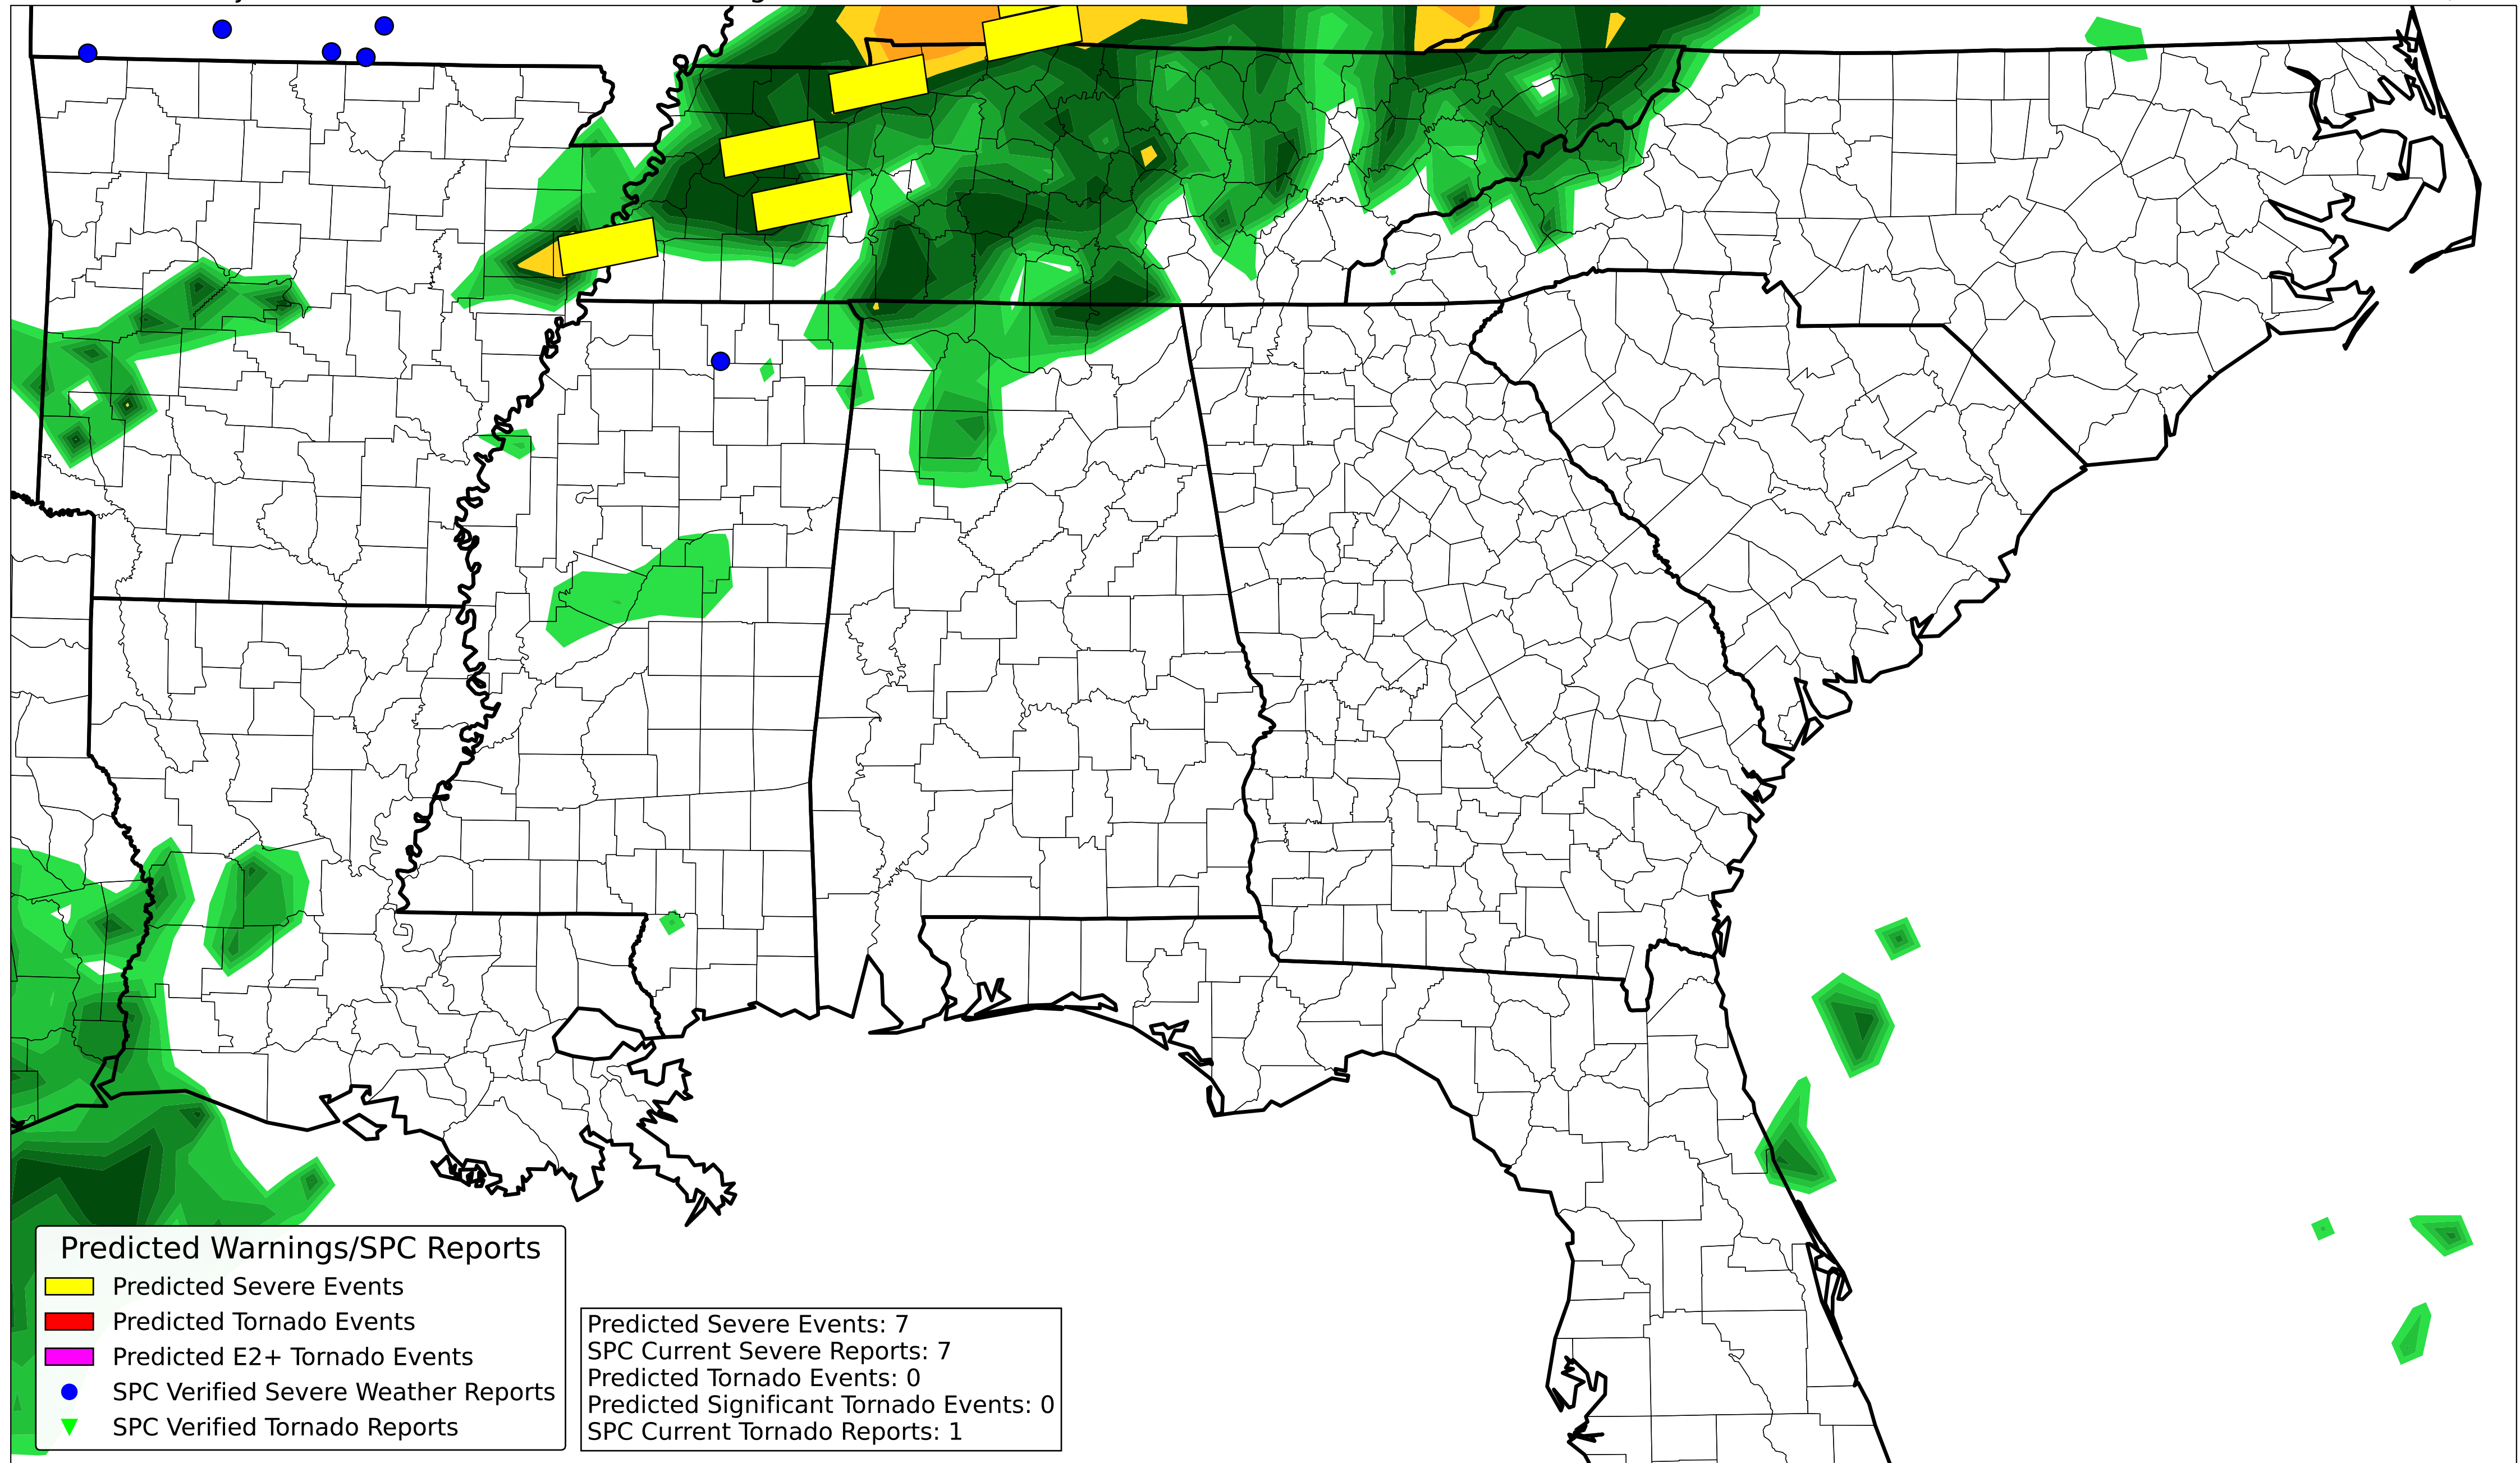 Predicted Warnings/SPC Reports
Predicted Severe Events
Predicted Tornado Events
Predicted E2+ Tornado Events
SPC Verified Severe Weather Reports
SPC Verified Tornado Reports
Predicted Severe Events: 7
SPC Current Severe Reports: 7
Predicted Tornado Events: 0
Predicted Significant Tornado Events: 0
SPC Current Tornado Reports: 1